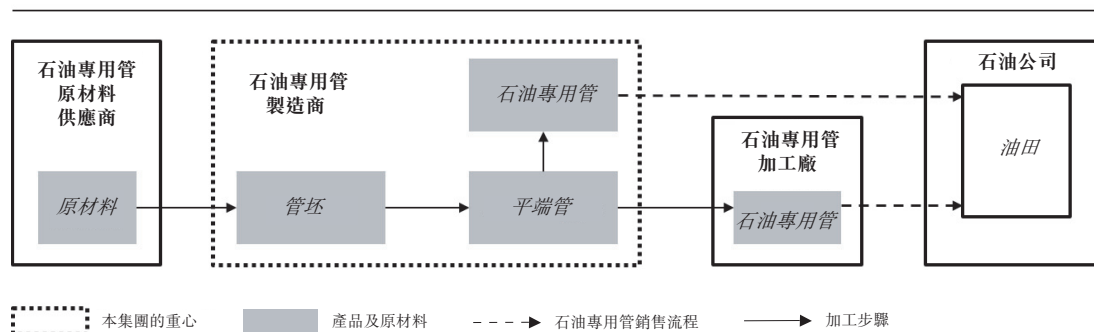 石油專用管
原材料
供應商
原材料
石油專用管
製造商
管坯
平端管
石油專用管
石油專用管
加工廠
石油專用管
石油公司
油田
本集團的重心
產品及原材料
石油專用管銷售流程
加工步驟